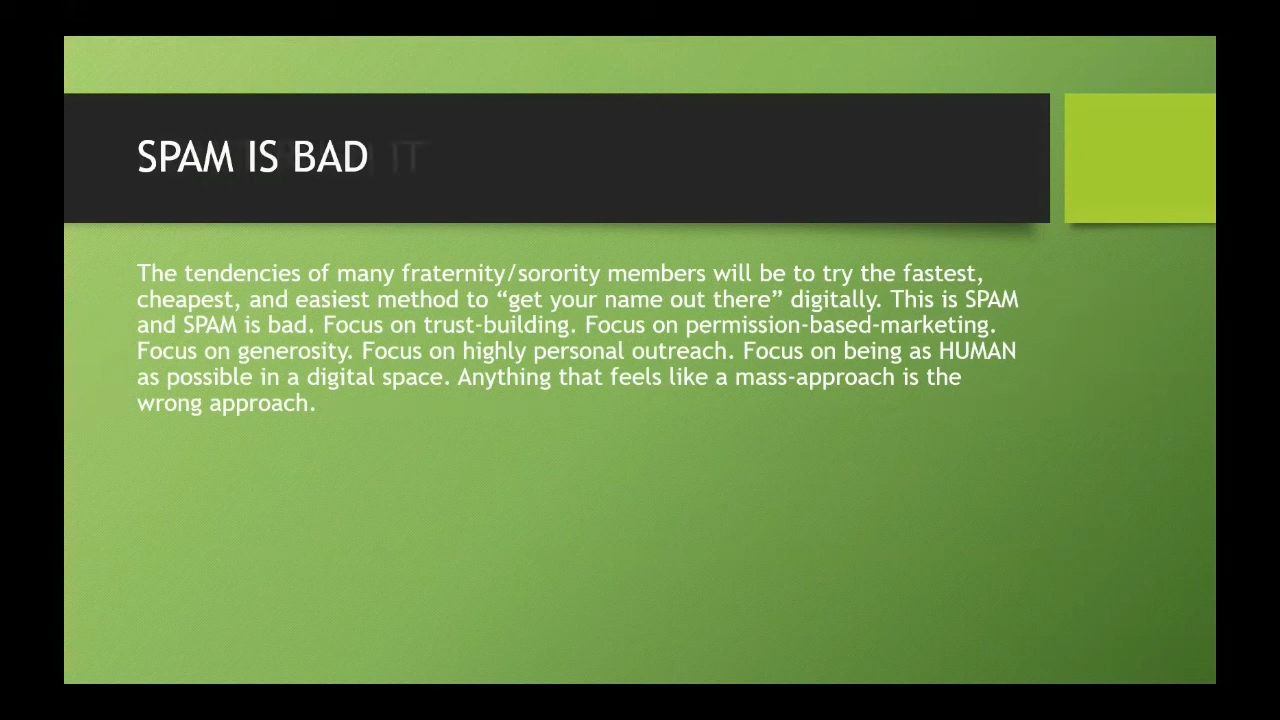 SPAM IS BAD
The tendencies of many fraternity/sorority members will be to try the fastest,
cheapest, and easiest method to “get your name out there” digitally. This is SPAM
and SPAM is bad. Focus on trust-building. Focus on permission-based-marketing.
Focus on generosity. Focus on highly personal outreach. Focus on being as HUMAN
as possible in a digital space. Anything that feels like a mass-approach is the
wrong approach.